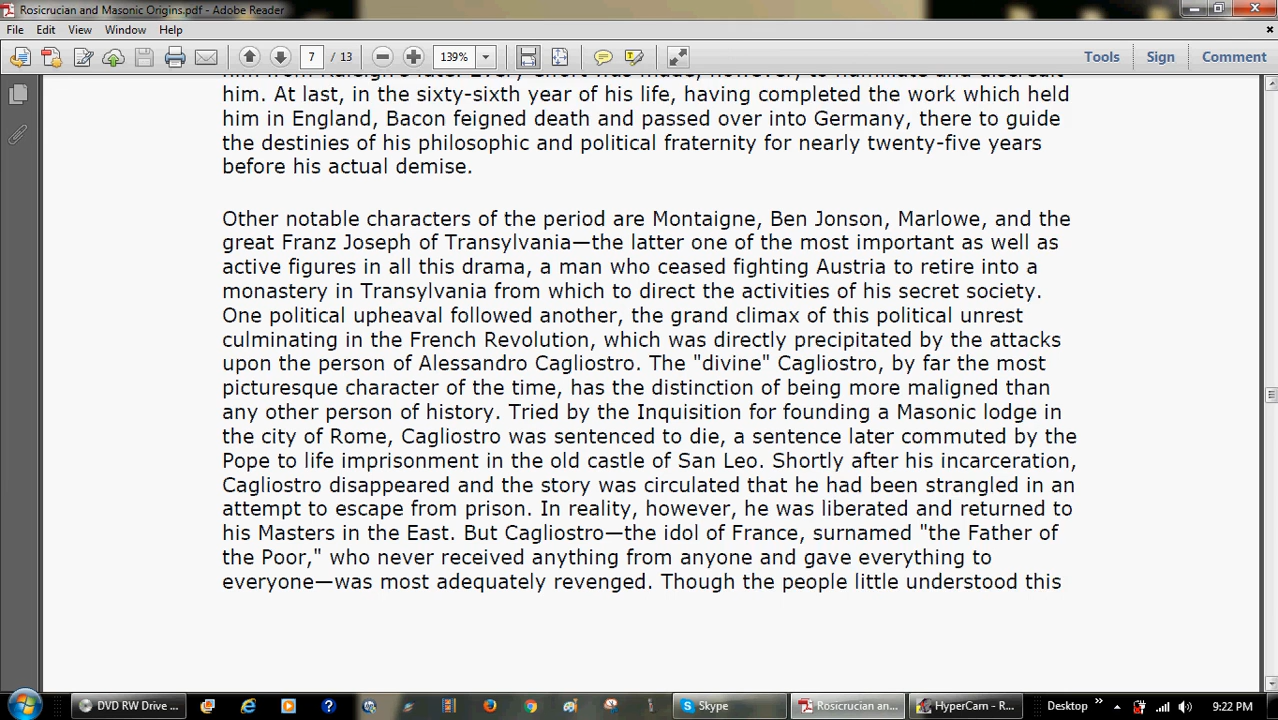 Rosicrucian and Masonic Origins.pdf - Adobe Reader
File Edit View Window Help
7 / 13 139% Tools Sign Comment
him. At last, in the sixty-sixth year of his life, having completed the work which held
him in England, Bacon feigned death and passed over into Germany, there to guide
the destinies of his philosophic and political fraternity for nearly twenty-five years
before his actual demise.
Other notable characters of the period are Montaigne, Ben Jonson, Marlowe, and the
great Franz Joseph of Transylvania—the latter one of the most important as well as
active figures in all this drama, a man who ceased fighting Austria to retire into a
monastery in Transylvania from which to direct the activities of his secret society.
One political upheaval followed another, the grand climax of this political unrest
culminating in the French Revolution, which was directly precipitated by the attacks
upon the person of Alessandro Cagliostro. The "divine" Cagliostro, by far the most
picturesque character of the time, has the distinction of being more maligned than
any other person of history. Tried by the Inquisition for founding a Masonic lodge in
the city of Rome, Cagliostro was sentenced to die, a sentence later commuted by the
Pope to life imprisonment in the old castle of San Leo. Shortly after his incarceration,
Cagliostro disappeared and the story was circulated that he had been strangled in an
attempt to escape from prison. In reality, however, he was liberated and returned to
his Masters in the East. But Cagliostro—the idol of France, surnamed "the Father of
the Poor," who never received anything from anyone and gave everything to
everyone—was most adequately revenged. Though the people little understood this
DVD RW Drive ... Skype Rosicrucian an... HyperCam - R... Desktop 9:22 PM